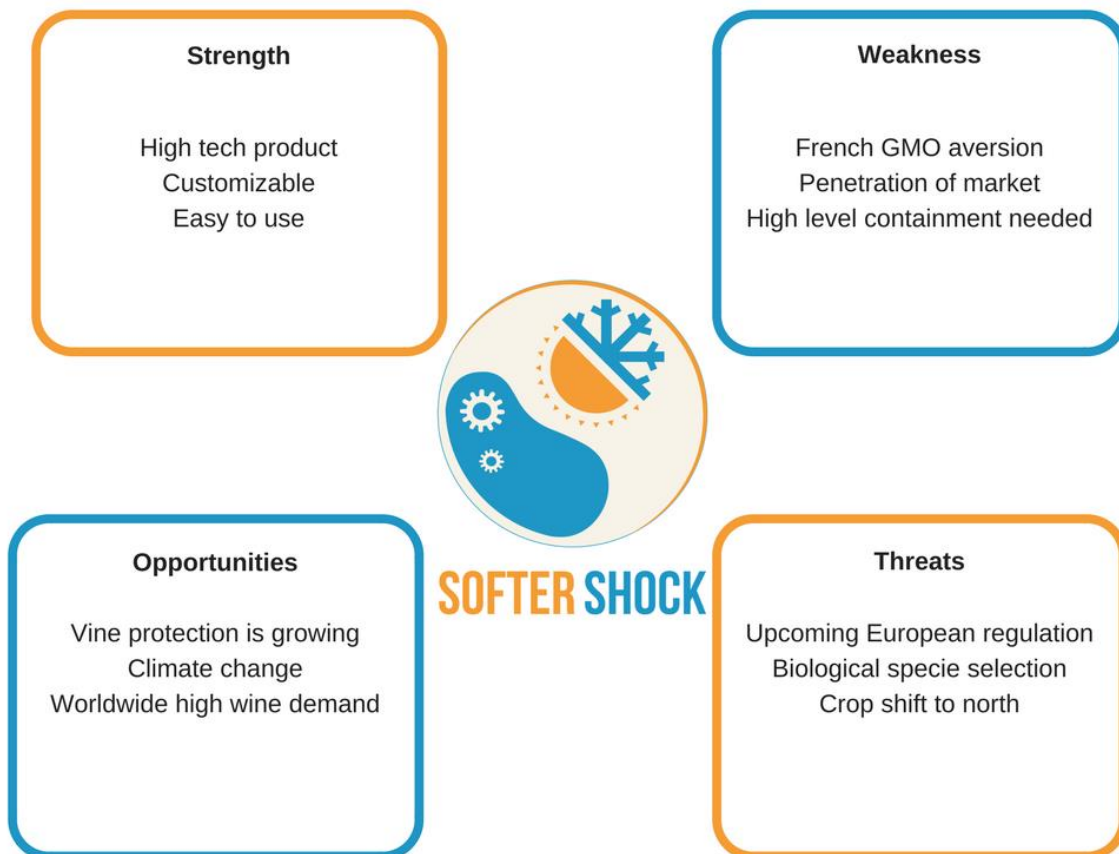 Strength
High tech product
Customizable
Easy to use
Weakness
French GMO aversion
Penetration of market
High level containment needed
SOFTER SHOCK
Opportunities
Vine protection is growing
Climate change
Worldwide high wine demand
Threats
Upcoming European regulation
Biological specie selection
Crop shift to north